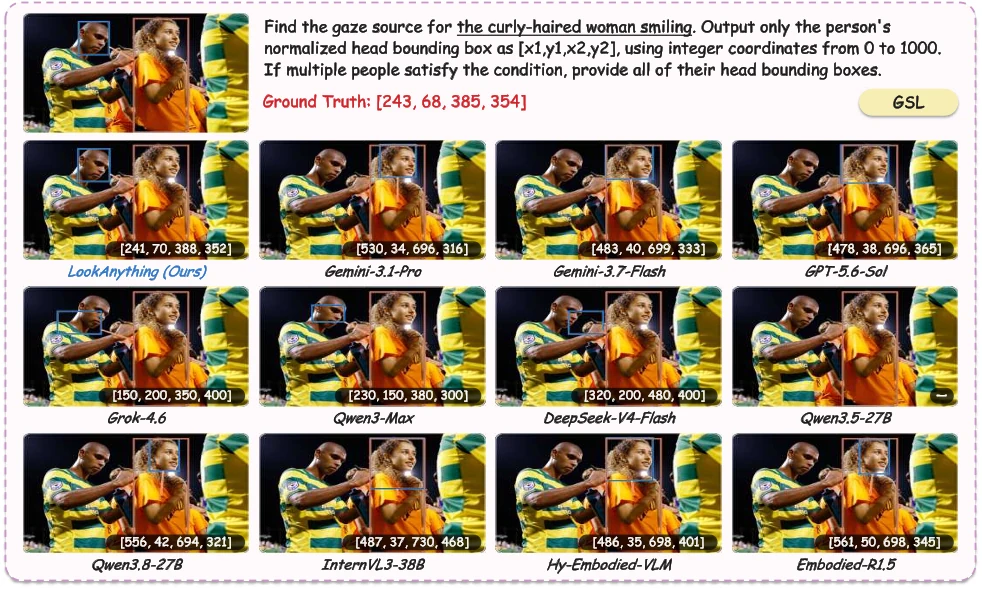 Find the gaze source for the curly-haired woman smiling. Output only the person's
normalized head bounding box as [x1,y1,x2,y2], using integer coordinates from 0 to 1000.
If multiple people satisfy the condition, provide all of their head bounding boxes.
Ground Truth: [243, 68, 385, 354]
GSL
[241, 70, 388, 352]
[530, 34, 696, 316]
[483, 40, 699, 333]
[478, 38, 696, 365]
LookAnything (Ours)
Gemini-3.1-Pro
Gemini-3.7-Flash
GPT-5.6-Sol
[150, 200, 350, 400]
[230, 150, 380, 300]
[320, 200, 480, 400]
—
Grok-4.6
Qwen3-Max
DeepSeek-V4-Flash
Qwen3.5-27B
[556, 42, 694, 321]
[487, 37, 730, 468]
[486, 35, 698, 401]
[561, 50, 698, 345]
Qwen3.8-27B
InternVL3-38B
Hy-Embodied-VLM
Embodied-R1.5